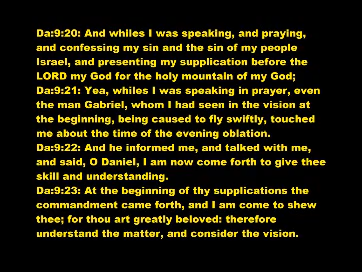 Da:9:20: And whiles I was speaking, and praying,
and confessing my sin and the sin of my people
Israel, and presenting my supplication before the
LORD my God for the holy mountain of my God;
Da:9:21: Yea, whiles I was speaking in prayer, even
the man Gabriel, whom I had seen in the vision at
the beginning, being caused to fly swiftly, touched
me about the time of the evening oblation.
Da:9:22: And he informed me, and talked with me,
and said, O Daniel, I am now come forth to give thee
skill and understanding.
Da:9:23: At the beginning of thy supplications the
commandment came forth, and I am come to shew
thee; for thou art greatly beloved: therefore
understand the matter, and consider the vision.